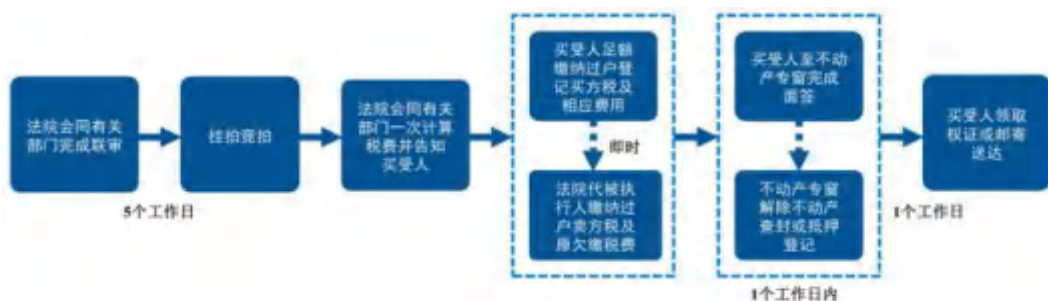 法院会同有关
部门完成联审
挂拍竞拍
5个工作日
法院会同有关
部门一次计算
税费并告知
买受人
买受人足额
缴纳过户登
记买方税及
相应费用
即时
法院代被执
行人缴纳过
户卖方税及
原欠缴税费
买受人至不动
产专窗完成
面签
不动产专窗
解除不动产
查封或抵押
登记
1个工作日内
买受人领取
权证或邮寄
送达
1个工作日